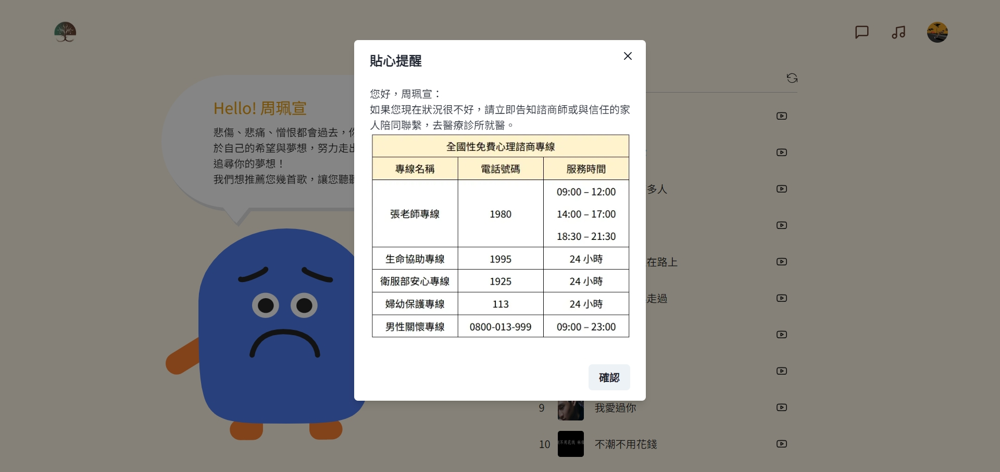 貼心提醒
您好，周珮宣：
如果您現在狀況很不好，請立即告知諮商師或與信任的家
人陪同聯繫，去醫療診所就醫。
全國性免費心理諮商專線
專線名稱 電話號碼 服務時間
張老師專線 1980 09:00 – 12:00
14:00 – 17:00
18:30 – 21:30
生命協助專線 1995 24 小時
衛服部安心專線 1925 24 小時
婦幼保護專線 113 24 小時
男性關懷專線 0800-013-999 09:00 – 23:00
確認
Hello! 周珮宣
悲傷、悲痛、憎恨都會過去，
於自己的希望與夢想，努力走出
追尋你的夢想！
我們想推薦您幾首歌，讓您聽聽
多人
在路上
走過
9 我愛過你
10 不潮不用花錢